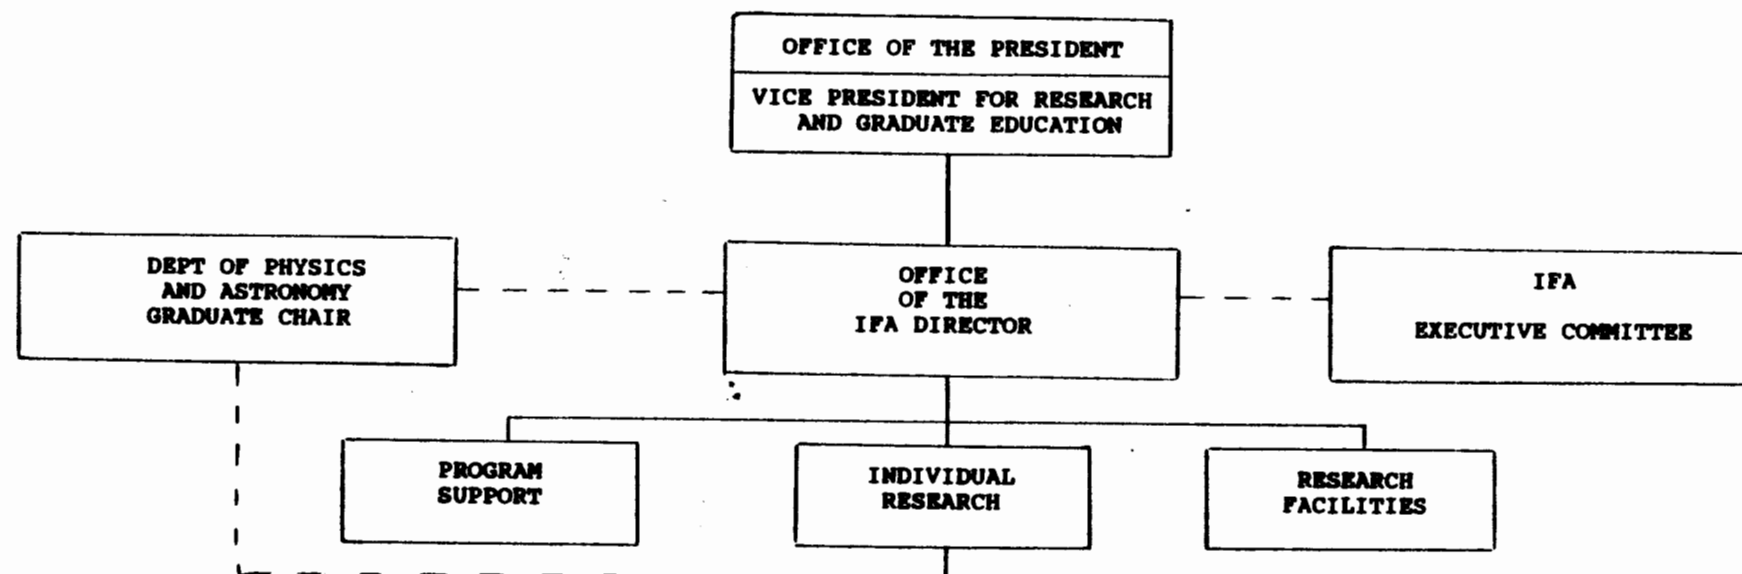 OFFICE OF THE PRESIDENT
VICE PRESIDENT FOR RESEARCH
AND GRADUATE EDUCATION
DEPT OF PHYSICS
AND ASTRONOMY
GRADUATE CHAIR
OFFICE
OF THE
IFA DIRECTOR
IFA
EXECUTIVE COMMITTEE
PROGRAM
SUPPORT
INDIVIDUAL
RESEARCH
RESEARCH
FACILITIES